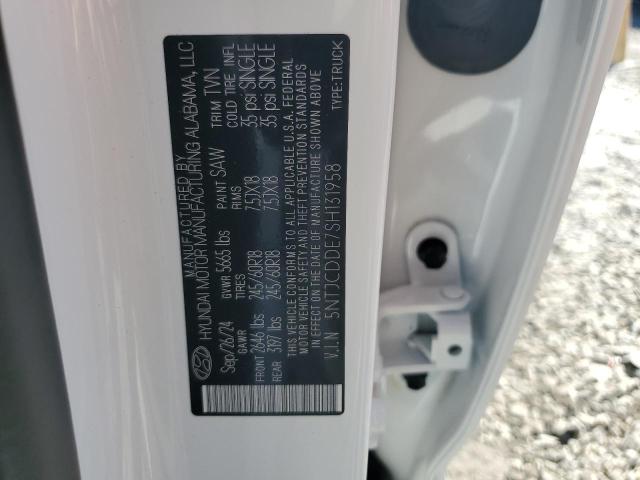 MANUFACTURED BY
HYUNDAI MOTOR MANUFACTURING ALABAMA, LLC
Sep/26/24 GVWR 5665 lbs PAINT SAW TRIM TVN
GAWR TIRES RIMS COLD TIRE INFL
FRONT 2646 lbs 245/60R18 7.5JX18 35 psi SINGLE
REAR 3197 lbs 245/60R18 7.5JX18 35 psi SINGLE
THIS VEHICLE CONFORMS TO ALL APPLICABLE U.S.A. FEDERAL
MOTOR VEHICLE SAFETY AND THEFT PREVENTION STANDARDS
IN EFFECT ON THE DATE OF MANUFACTURE SHOWN ABOVE
V.I.N 5NTJCDDE7SH131958 TYPE:TRUCK